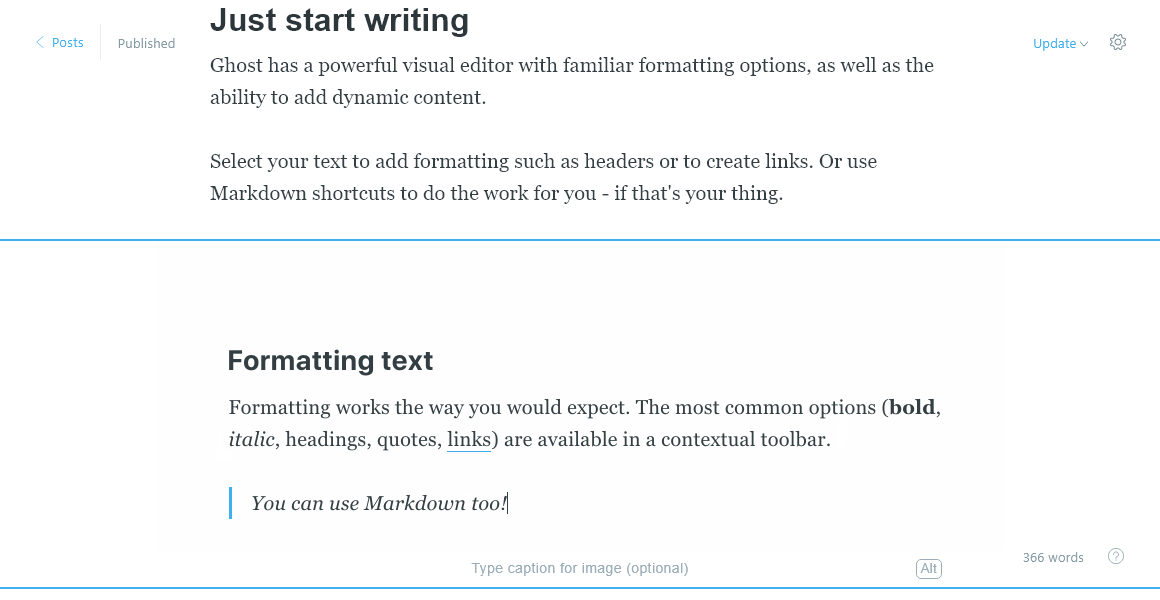 Just start writing
Posts
Published
Update
Ghost has a powerful visual editor with familiar formatting options, as well as the
ability to add dynamic content.
Select your text to add formatting such as headers or to create links. Or use
Markdown shortcuts to do the work for you - if that's your thing.
Formatting text
Formatting works the way you would expect. The most common options (bold,
italic, headings, quotes, links) are available in a contextual toolbar.
You can use Markdown too!
366 words
?
Type caption for image (optional)
Alt